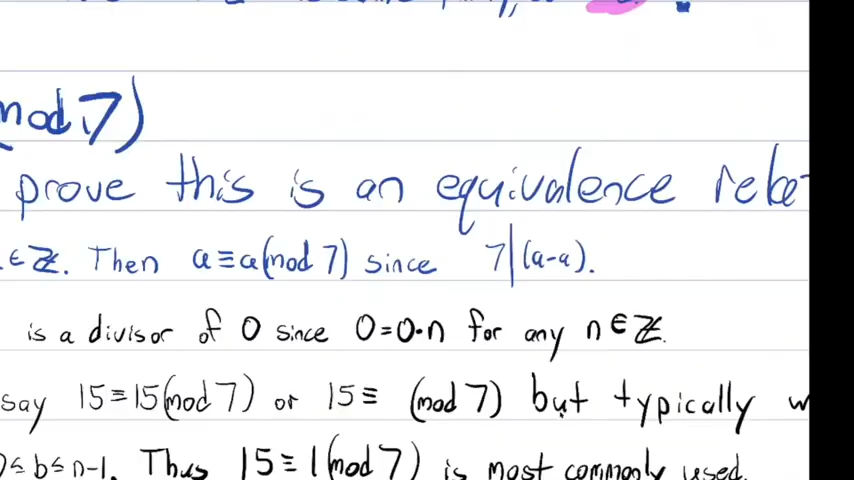 mod 7)
prove this is an equivalence
∈ℤ. Then a≡a(mod 7) since 7|(a-a).
is a divisor of 0 since 0=0·n for any n∈ℤ.
say 15≡15(mod 7) or 15≡ (mod 7) but typically w
≤b≤n-1. Thus 15≡1(mod 7) is most commonly used.